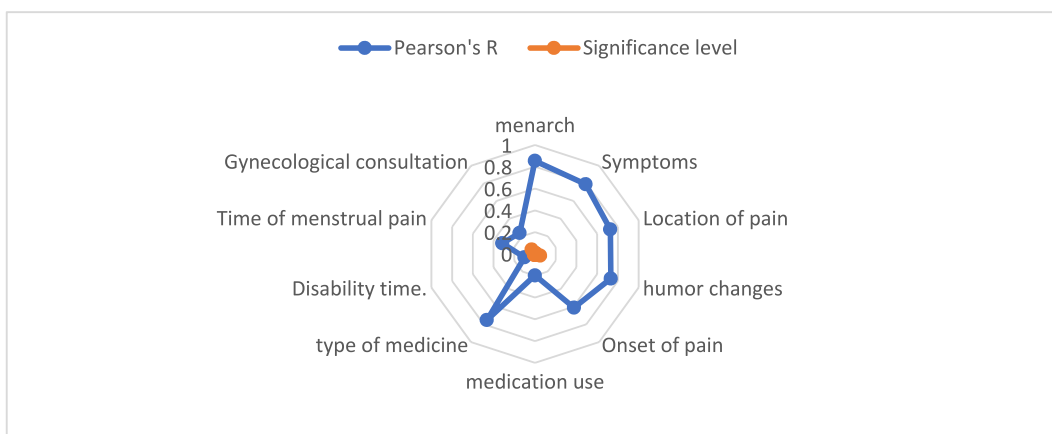 Pearson's R Significance level
menarch
1
Gynecological consultation 0.8 Symptoms
0.6
Time of menstrual pain 0.4 Location of pain
0.2
0
Disability time. humor changes
type of medicine Onset of pain
medication use